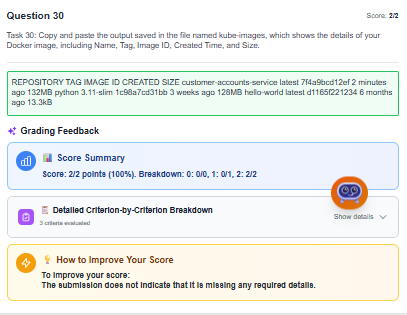 Question 30
Score: 2/2
Task 30: Copy and paste the output saved in the file named kube-images, which shows the details of your
Docker image, including Name, Tag, Image ID, Created Time, and Size.
REPOSITORY TAG IMAGE ID CREATED SIZE customer-accounts-service latest 7f4a9bcd12ef 2 minutes
ago 132MB python 3.11-slim 1c98a7cd31bb 3 weeks ago 128MB hello-world latest d1165f221234 6 months
ago 13.3kB
Grading Feedback
Score Summary
Score: 2/2 points (100%). Breakdown: 0: 0/0, 1: 0/1, 2: 2/2
Detailed Criterion-by-Criterion Breakdown
3 criteria evaluated
Show details
How to Improve Your Score
To improve your score:
The submission does not indicate that it is missing any required details.